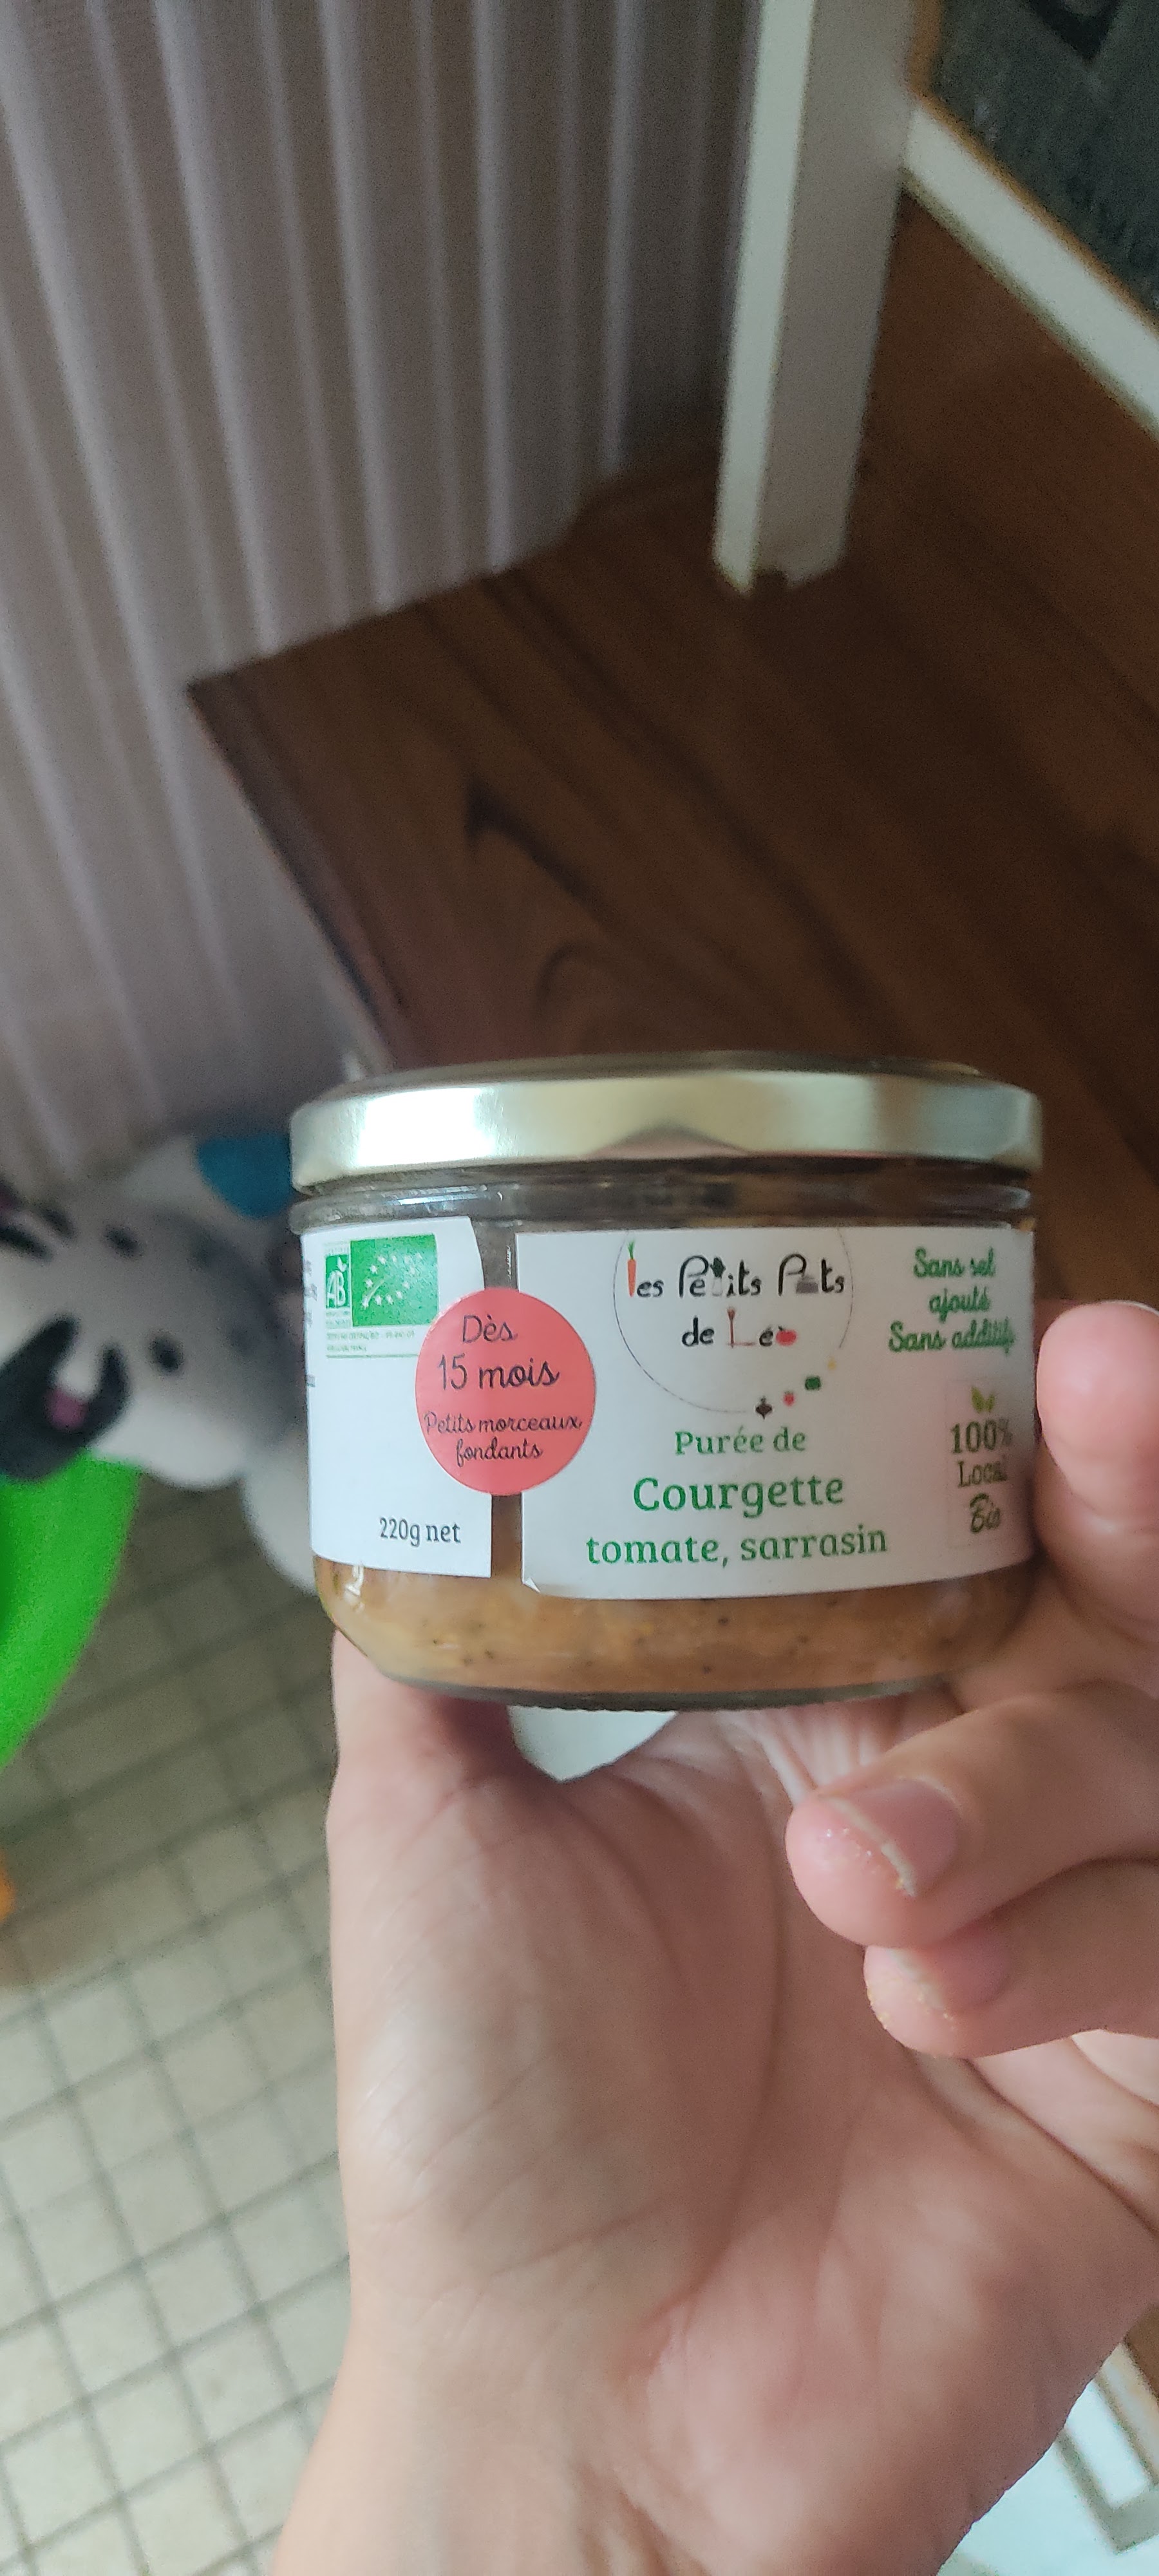 AB
Dès
15 mois
Petits morceaux
fondants
220g net
les Petits Pots
de Léo
Purée de
Courgette
tomate, sarrasin
Sans sel
ajouté
Sans additifs
100%
Local
Bio